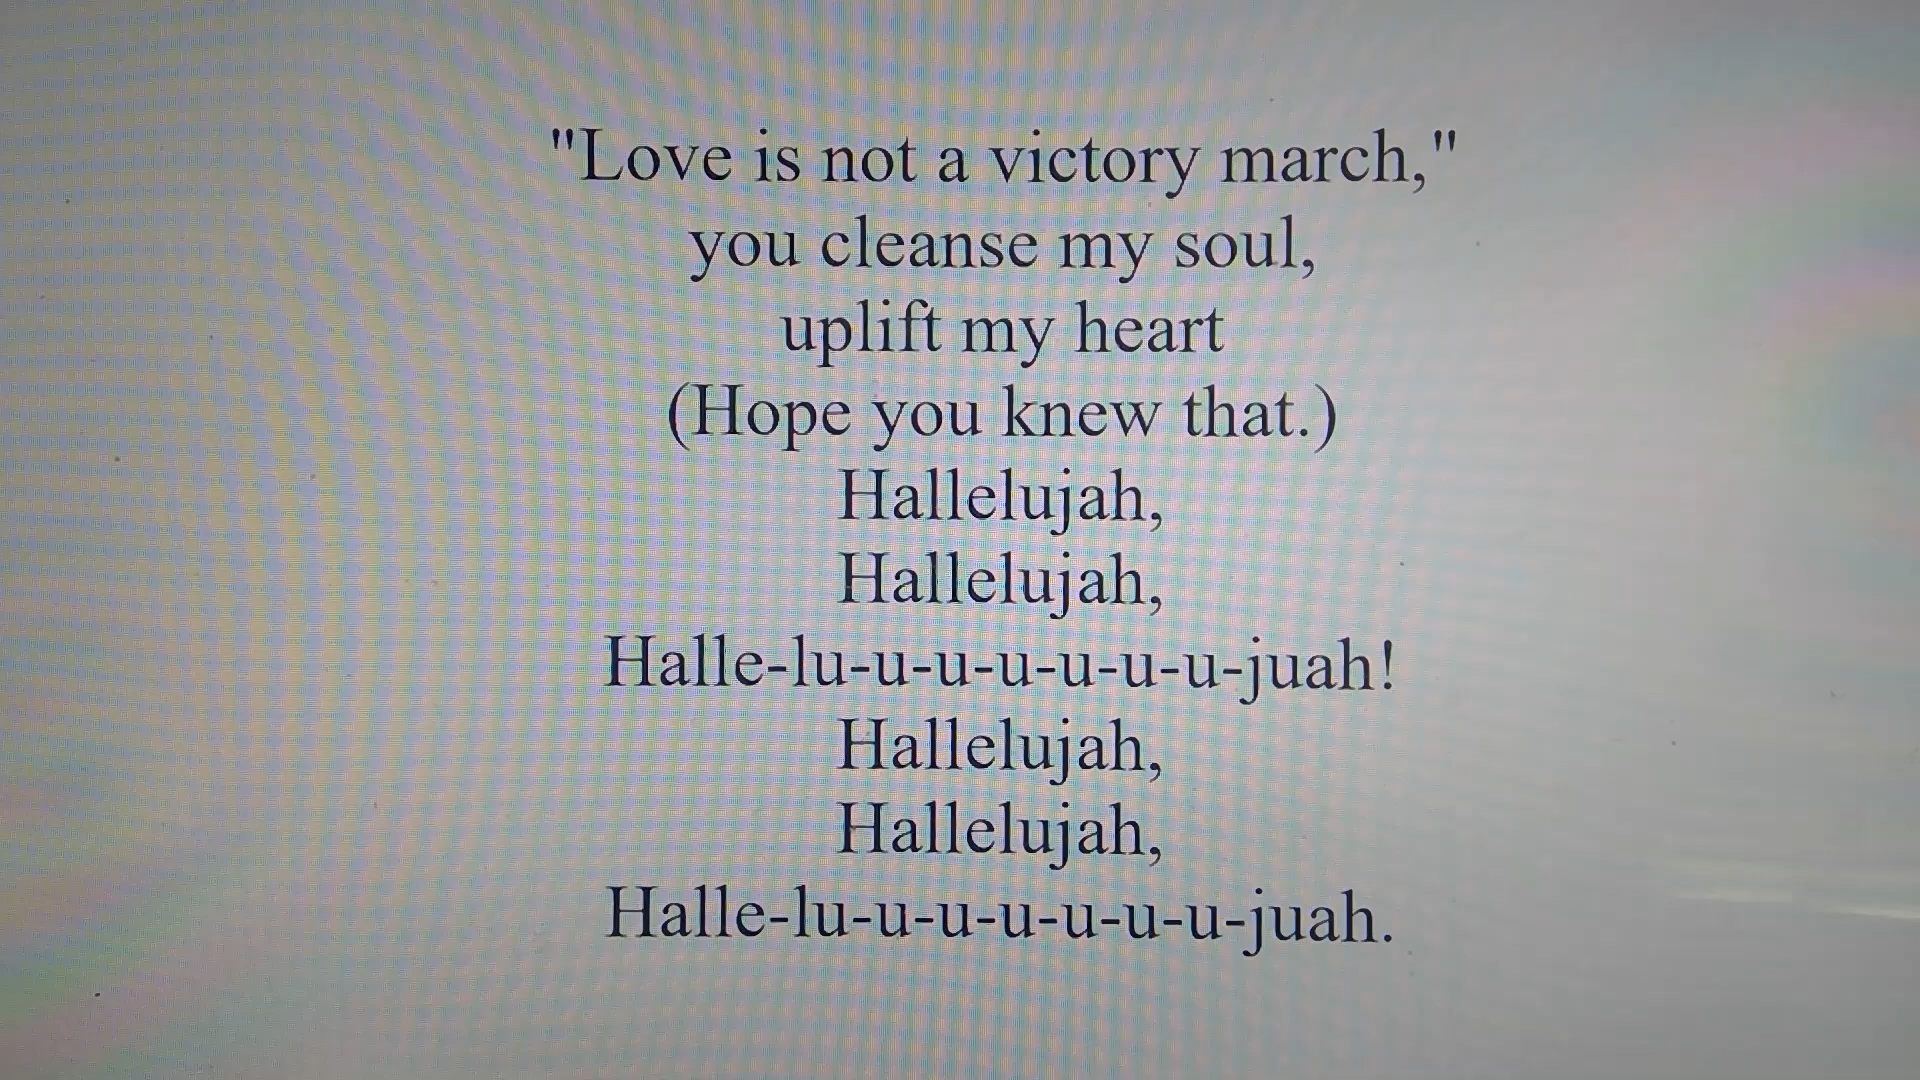 "Love is not a victory march,"
you cleanse my soul,
uplift my heart
(Hope you knew that.)
Hallelujah,
Hallelujah,
Halle-lu-u-u-u-u-u-u-juah!
Hallelujah,
Hallelujah,
Halle-lu-u-u-u-u-u-u-juah.